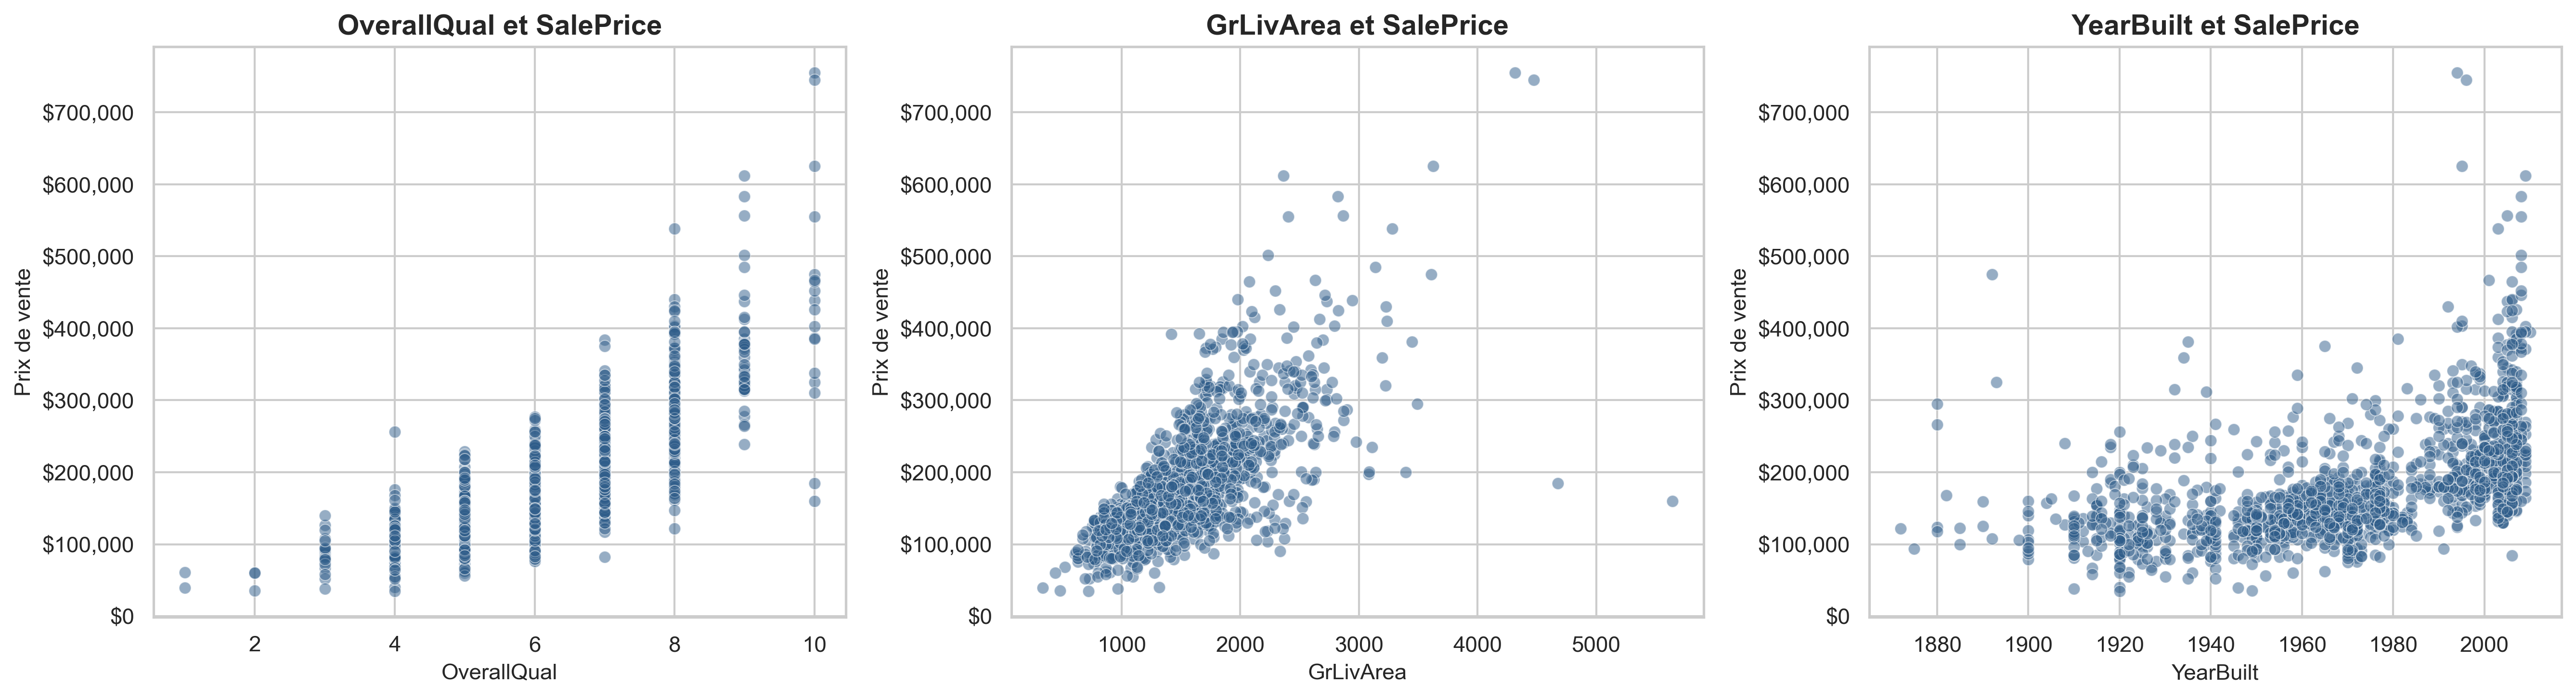 OverallQual et SalePrice
Prix de vente
$700,000
$600,000
$500,000
$400,000
$300,000
$200,000
$100,000
$0
2 4 6 8 10
OverallQual
GrLivArea et SalePrice
Prix de vente
$700,000
$600,000
$500,000
$400,000
$300,000
$200,000
$100,000
$0
1000 2000 3000 4000 5000
GrLivArea
YearBuilt et SalePrice
Prix de vente
$700,000
$600,000
$500,000
$400,000
$300,000
$200,000
$100,000
$0
1880 1900 1920 1940 1960 1980 2000
YearBuilt